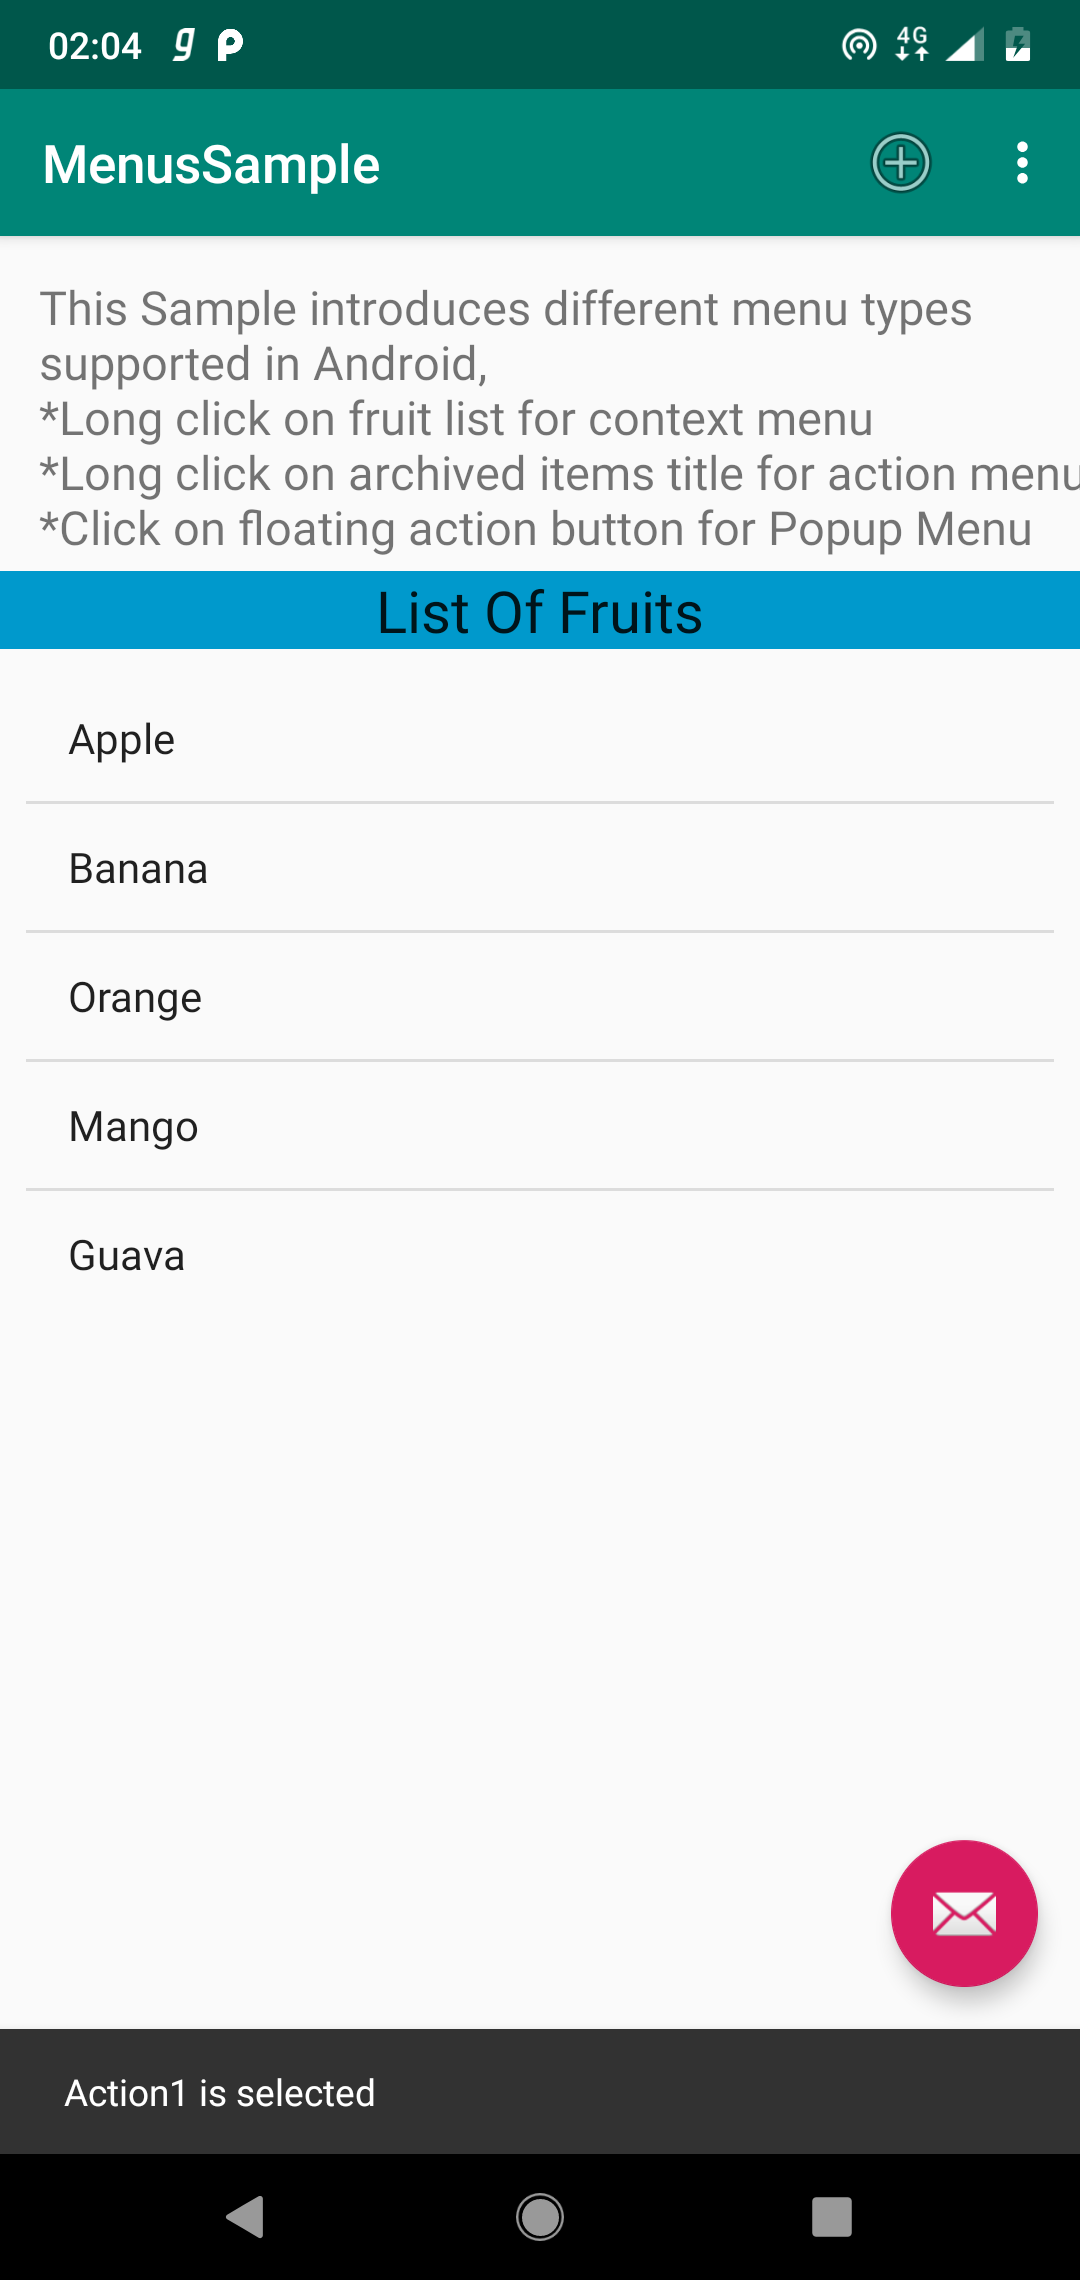 02:04
4G
MenusSample
This Sample introduces different menu types
supported in Android,
*Long click on fruit list for context menu
*Long click on archived items title for action menu
*Click on floating action button for Popup Menu
List Of Fruits
Apple
Banana
Orange
Mango
Guava
Action1 is selected